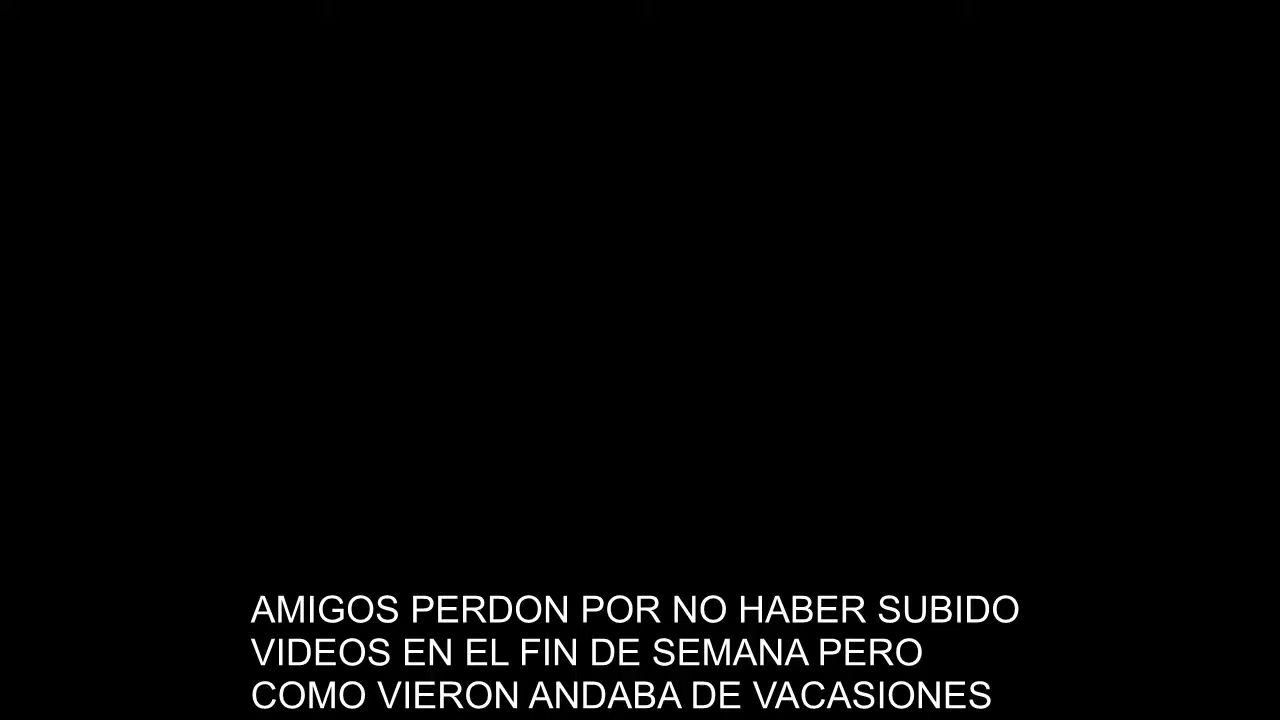 AMIGOS PERDON POR NO HABER SUBIDO
VIDEOS EN EL FIN DE SEMANA PERO
COMO VIERON ANDABA DE VACASIONES